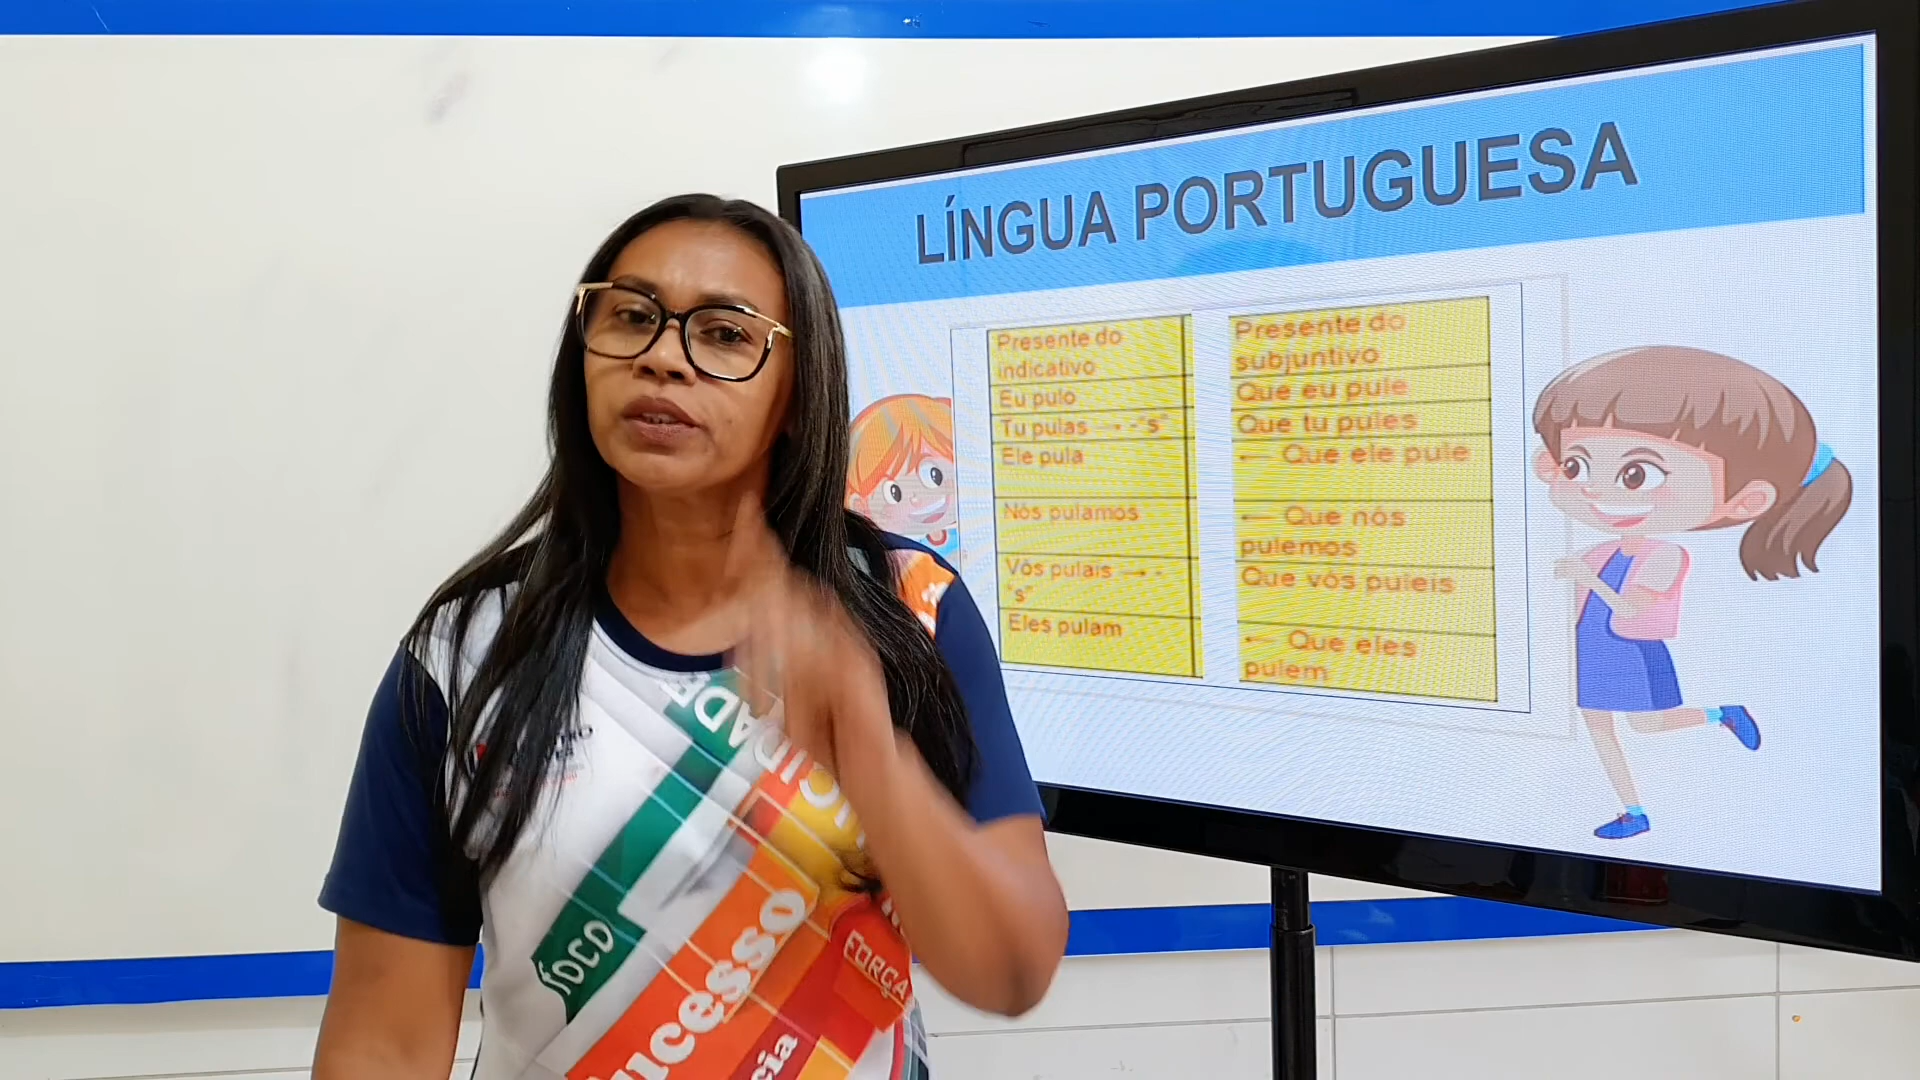 LÍNGUA PORTUGUESA
Presente do
indicativo
Eu pulo
Tu pulas → -"s"
Ele pula
Nós pulamos
Vós pulais → -
"s"
Eles pulam
Presente do
subjuntivo
Que eu pule
Que tu pules
← Que ele pule
← Que nós
pulemos
Que vós puleis
← Que eles
pulem
foco
FORÇA
ucesso
cia